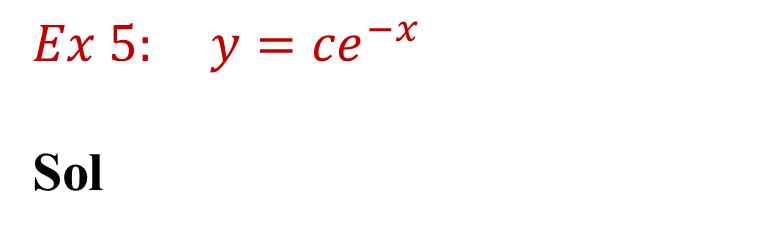 Ex 5: y = ce⁻ˣ
Sol